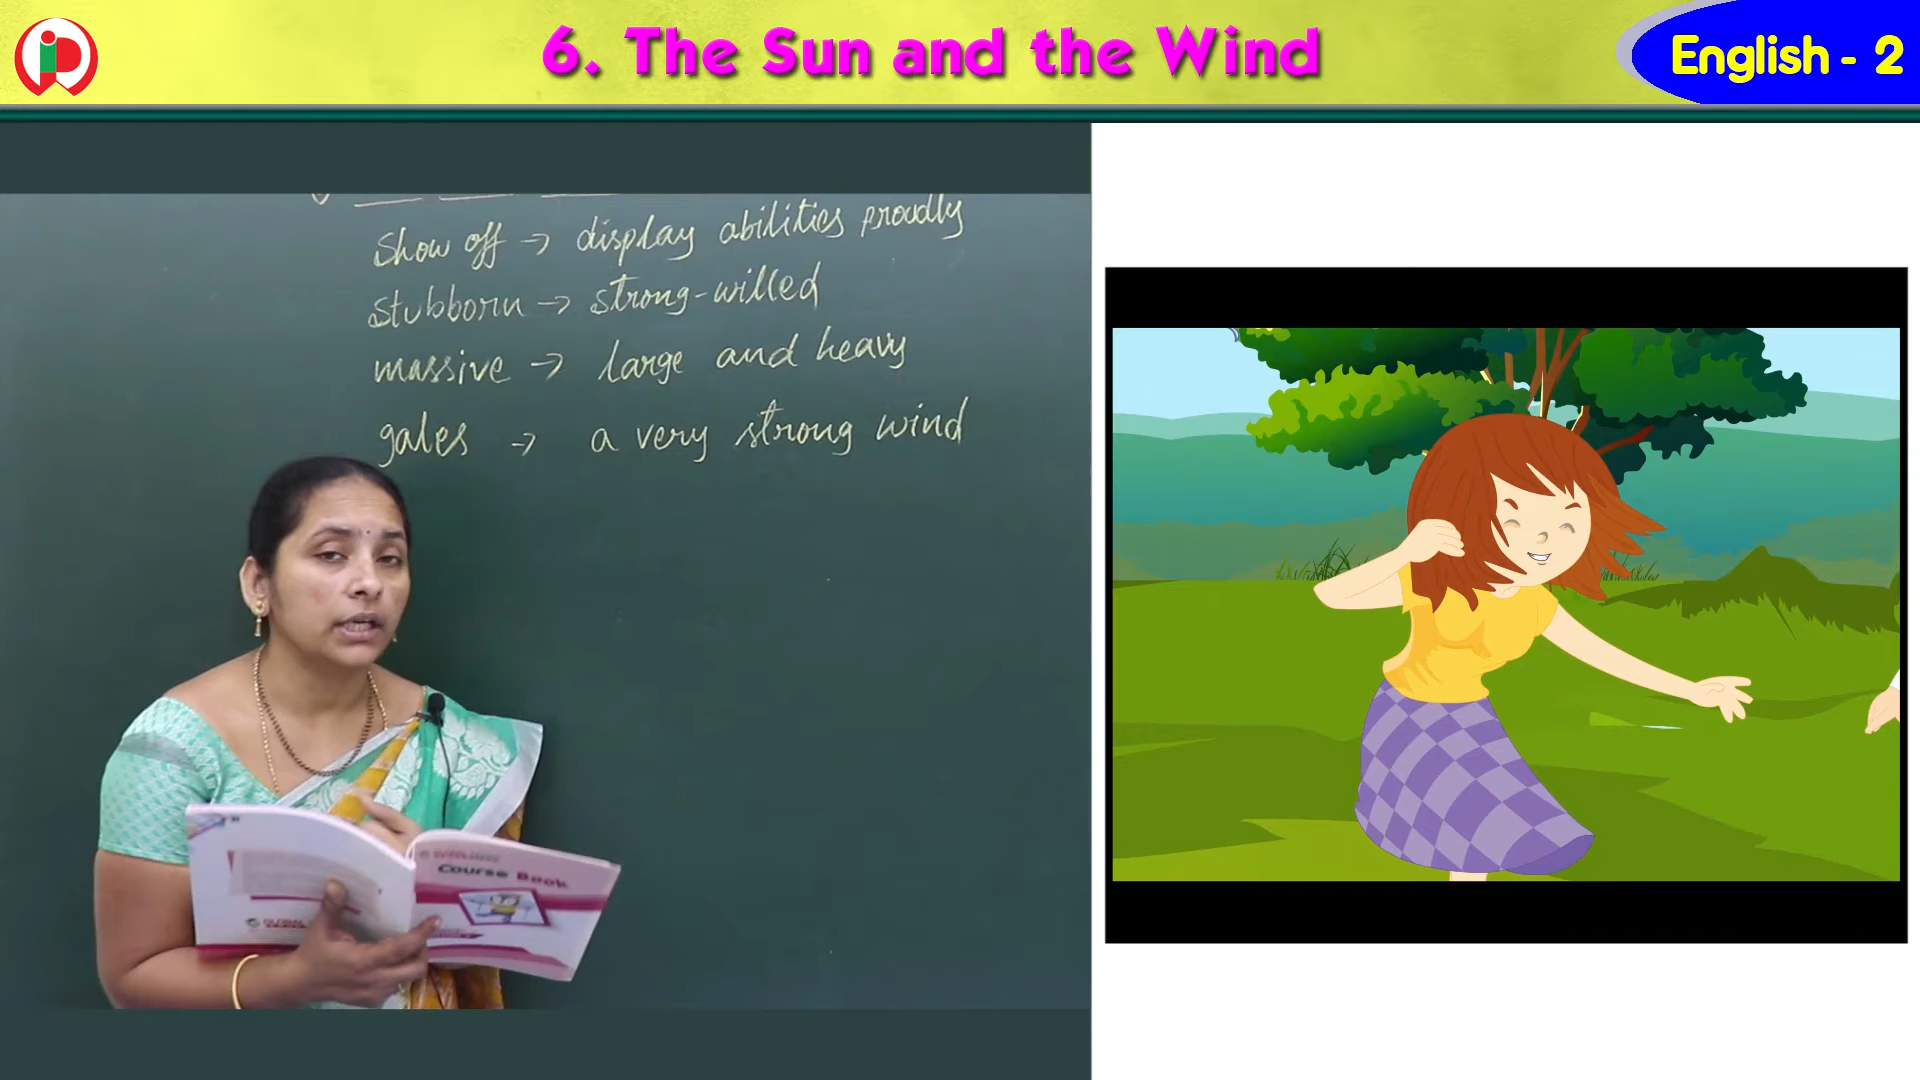 6. The Sun and the Wind
English - 2
Show off → display abilities proudly
stubborn → strong-willed
massive → large and heavy
gales → a very strong wind
Course Book
GLOBAL